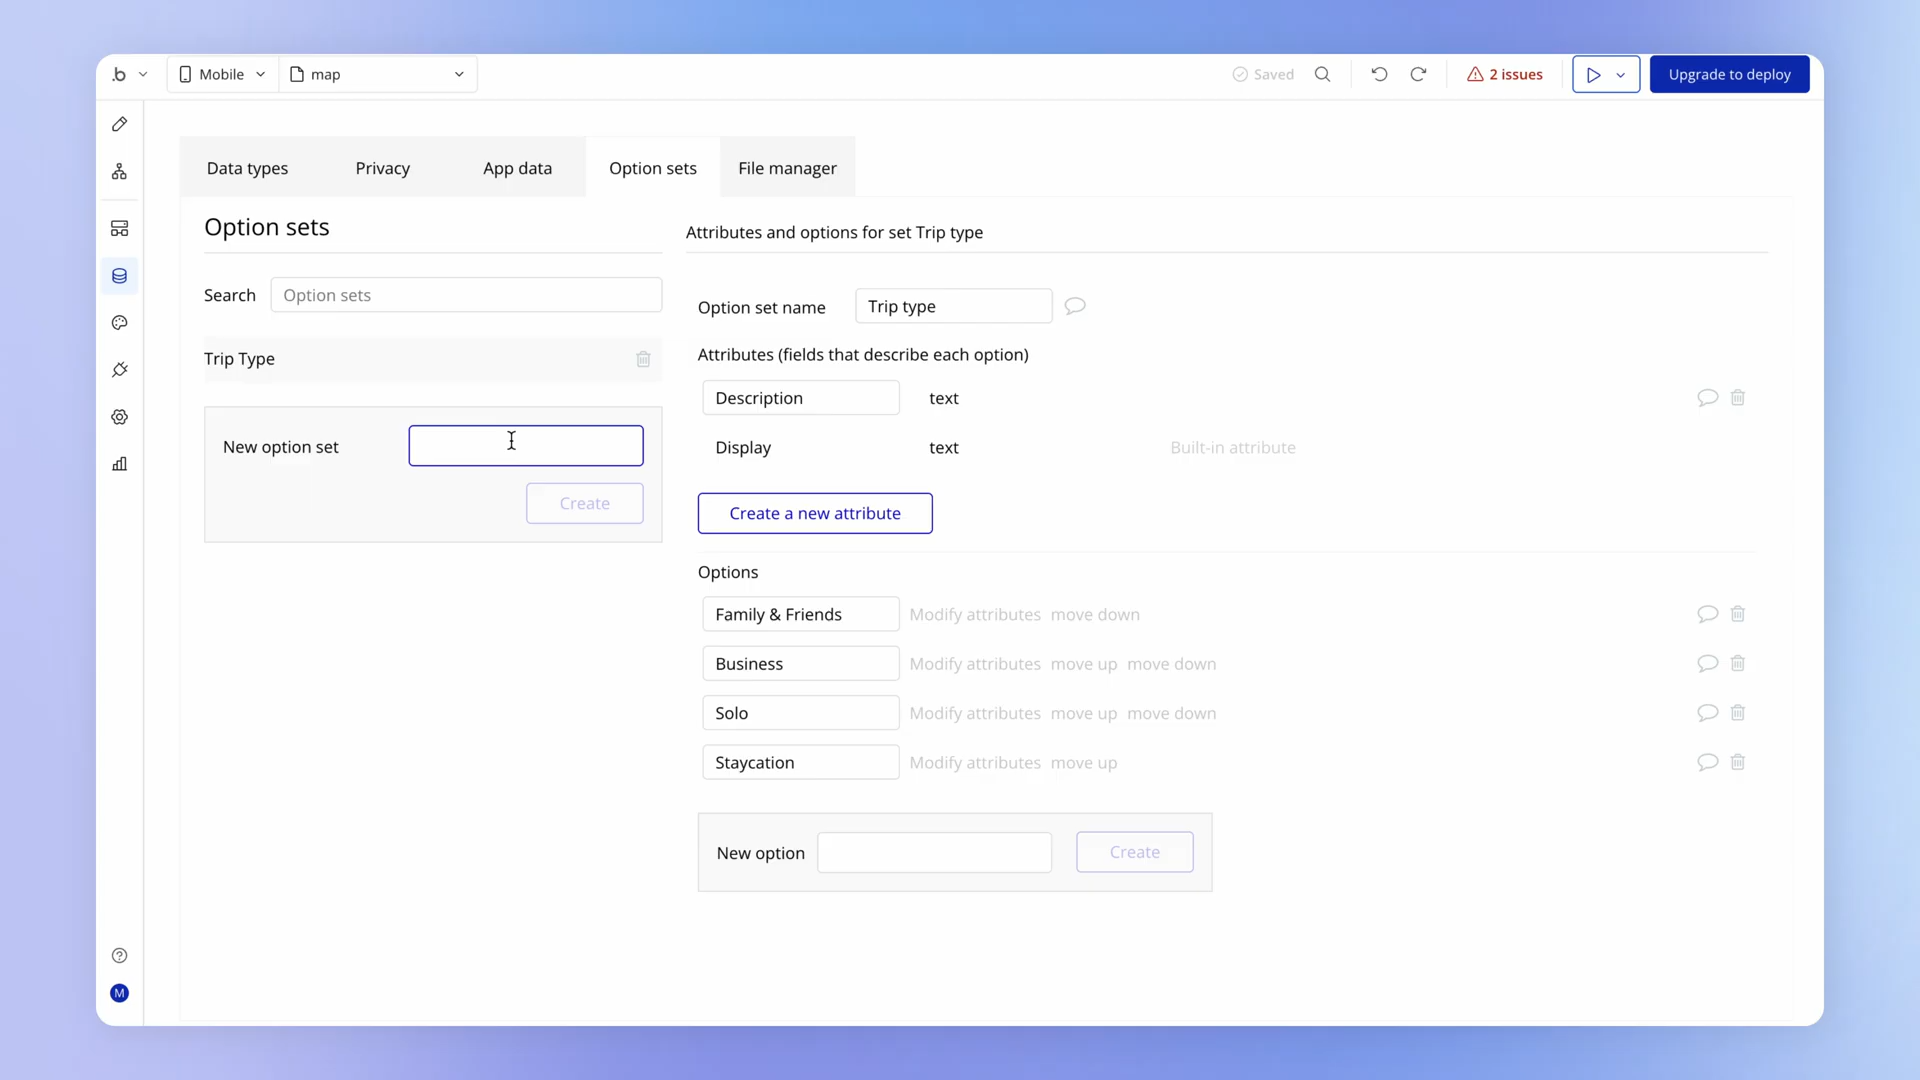 .b
Mobile
map
Saved
2 issues
Upgrade to deploy
Data types
Privacy
App data
Option sets
File manager
Option sets
Search
Option sets
Trip Type
New option set
Create
Attributes and options for set Trip type
Option set name
Trip type
Attributes (fields that describe each option)
Description text
Display text Built-in attribute
Create a new attribute
Options
Family & Friends Modify attributes move down
Business Modify attributes move up move down
Solo Modify attributes move up move down
Staycation Modify attributes move up
New option
Create
M